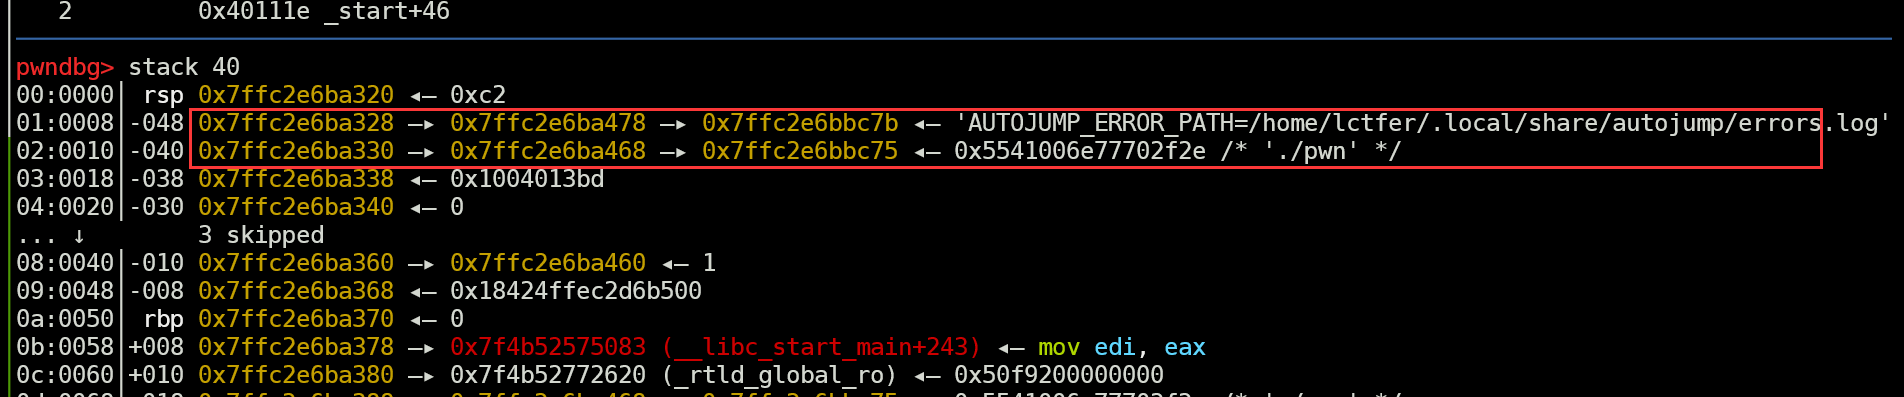 2 0x40111e _start+46
pwndbg> stack 40
00:0000│ rsp 0x7ffc2e6ba320 ◂— 0xc2
01:0008│-048 0x7ffc2e6ba328 —▸ 0x7ffc2e6ba478 —▸ 0x7ffc2e6bbc7b ◂— 'AUTOJUMP_ERROR_PATH=/home/lctfer/.local/share/autojump/errors.log'
02:0010│-040 0x7ffc2e6ba330 —▸ 0x7ffc2e6ba468 —▸ 0x7ffc2e6bbc75 ◂— 0x5541006e77702f2e /* './pwn' */
03:0018│-038 0x7ffc2e6ba338 ◂— 0x1004013bd
04:0020│-030 0x7ffc2e6ba340 ◂— 0
... ↓ 3 skipped
08:0040│-010 0x7ffc2e6ba360 —▸ 0x7ffc2e6ba460 ◂— 1
09:0048│-008 0x7ffc2e6ba368 ◂— 0x18424ffec2d6b500
0a:0050│ rbp 0x7ffc2e6ba370 ◂— 0
0b:0058│+008 0x7ffc2e6ba378 —▸ 0x7f4b52575083 (__libc_start_main+243) ◂— mov edi, eax
0c:0060│+010 0x7ffc2e6ba380 —▸ 0x7f4b52772620 (_rtld_global_ro) ◂— 0x50f9200000000